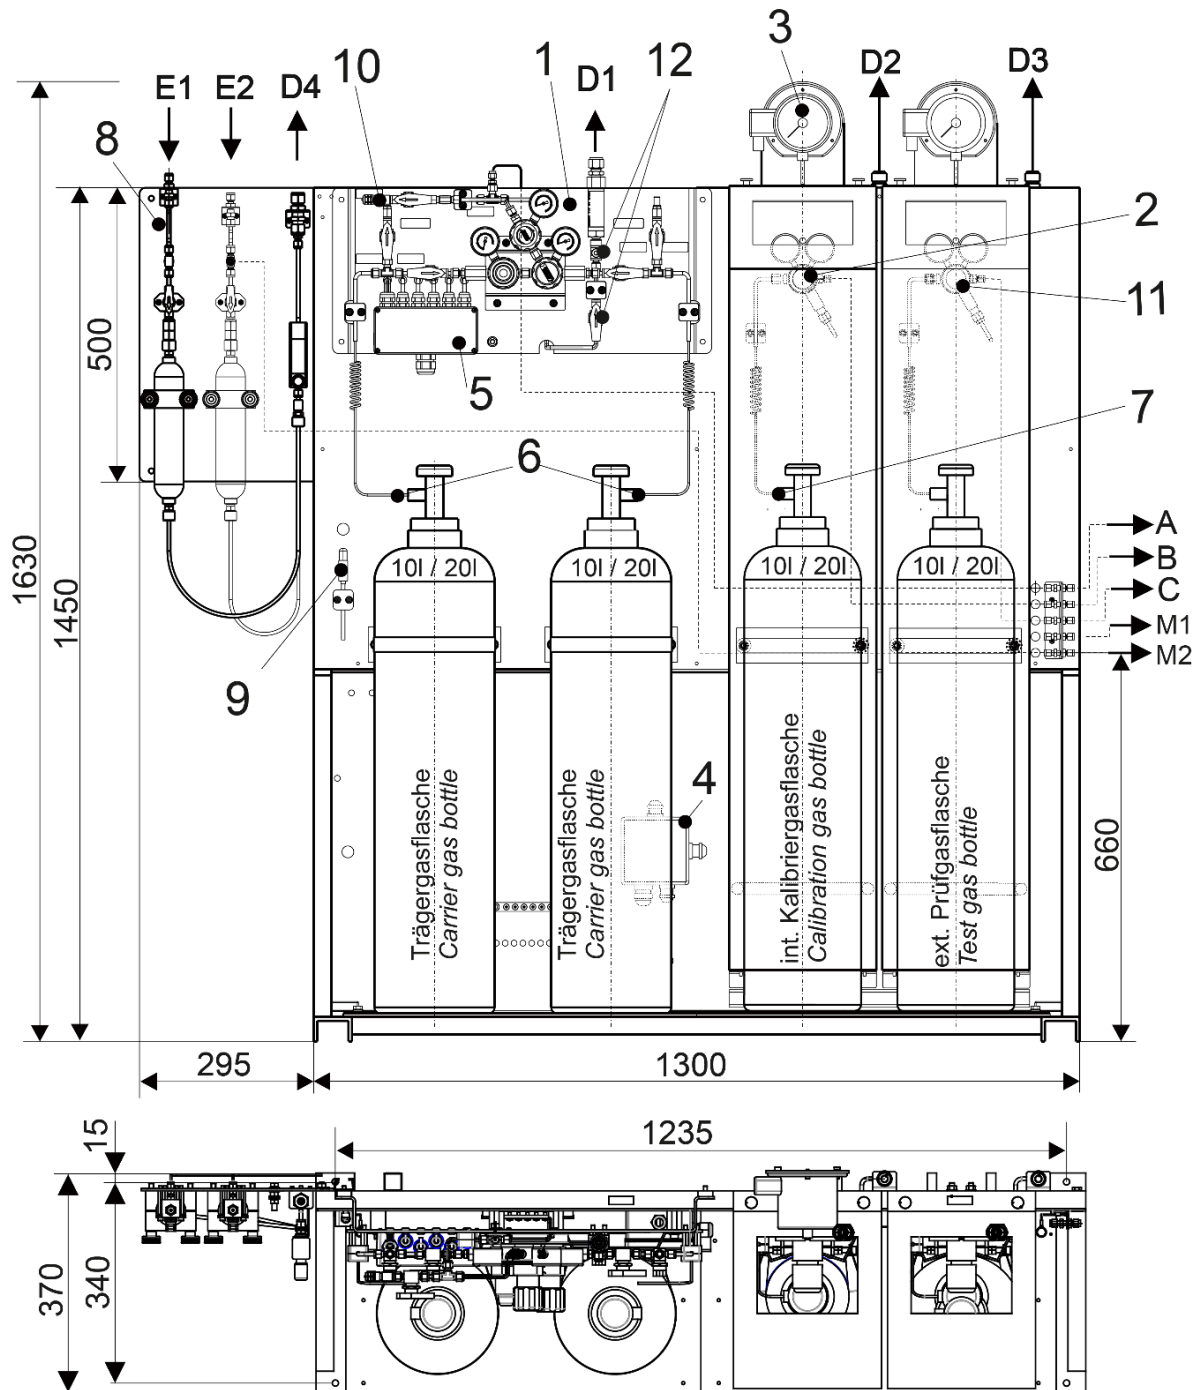 3
10
1
12
D2
D3
E1
E2
D4
D1
8
2
11
500
5
7
6
A
B
C
M1
M2
1630
1450
10l / 20l
10l / 20l
10l / 20l
10l / 20l
9
4
660
Trägergasflasche
Carrier gas bottle
Trägergasflasche
Carrier gas bottle
int. Kalibriergasflasche
Calibration gas bottle
ext. Prüfgasflasche
Test gas bottle
295
1300
15
1235
370
340